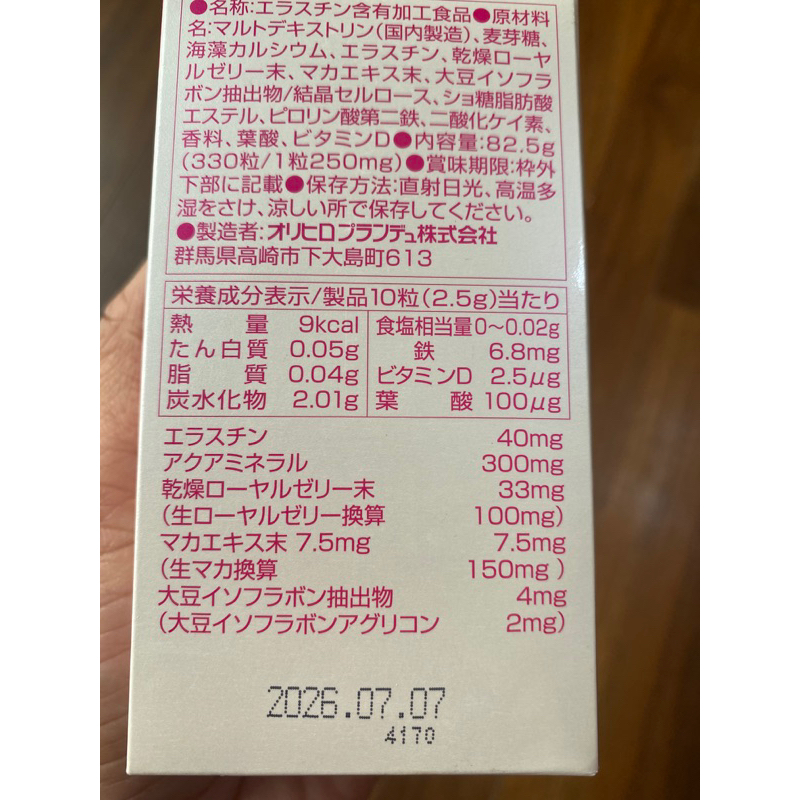 ●名称:エラスチン含有加工食品●原材料
名:マルトデキストリン(国内製造)、麦芽糖、
海藻カルシウム、エラスチン、乾燥ローヤ
ルゼリー末、マカエキス末、大豆イソフラ
ボン抽出物/結晶セルロース、ショ糖脂肪酸
エステル、ピロリン酸第二鉄、二酸化ケイ素、
香料、葉酸、ビタミンD●内容量:82.5g
(330粒/1粒250mg)●賞味期限:枠外
下部に記載●保存方法:直射日光、高温多
湿をさけ、涼しい所で保存してください。
●製造者:オリヒロプランデュ株式会社
群馬県高崎市下大島町613
栄養成分表示/製品10粒(2.5g)当たり
熱量 9kcal 食塩相当量 0～0.02g
たん白質 0.05g 鉄 6.8mg
脂質 0.04g ビタミンD 2.5μg
炭水化物 2.01g 葉酸 100μg
エラスチン 40mg
アクアミネラル 300mg
乾燥ローヤルゼリー末 33mg
(生ローヤルゼリー換算 100mg)
マカエキス末 7.5mg 7.5mg
(生マカ換算 150mg )
大豆イソフラボン抽出物 4mg
(大豆イソフラボンアグリコン 2mg)
2026.07.07
4170